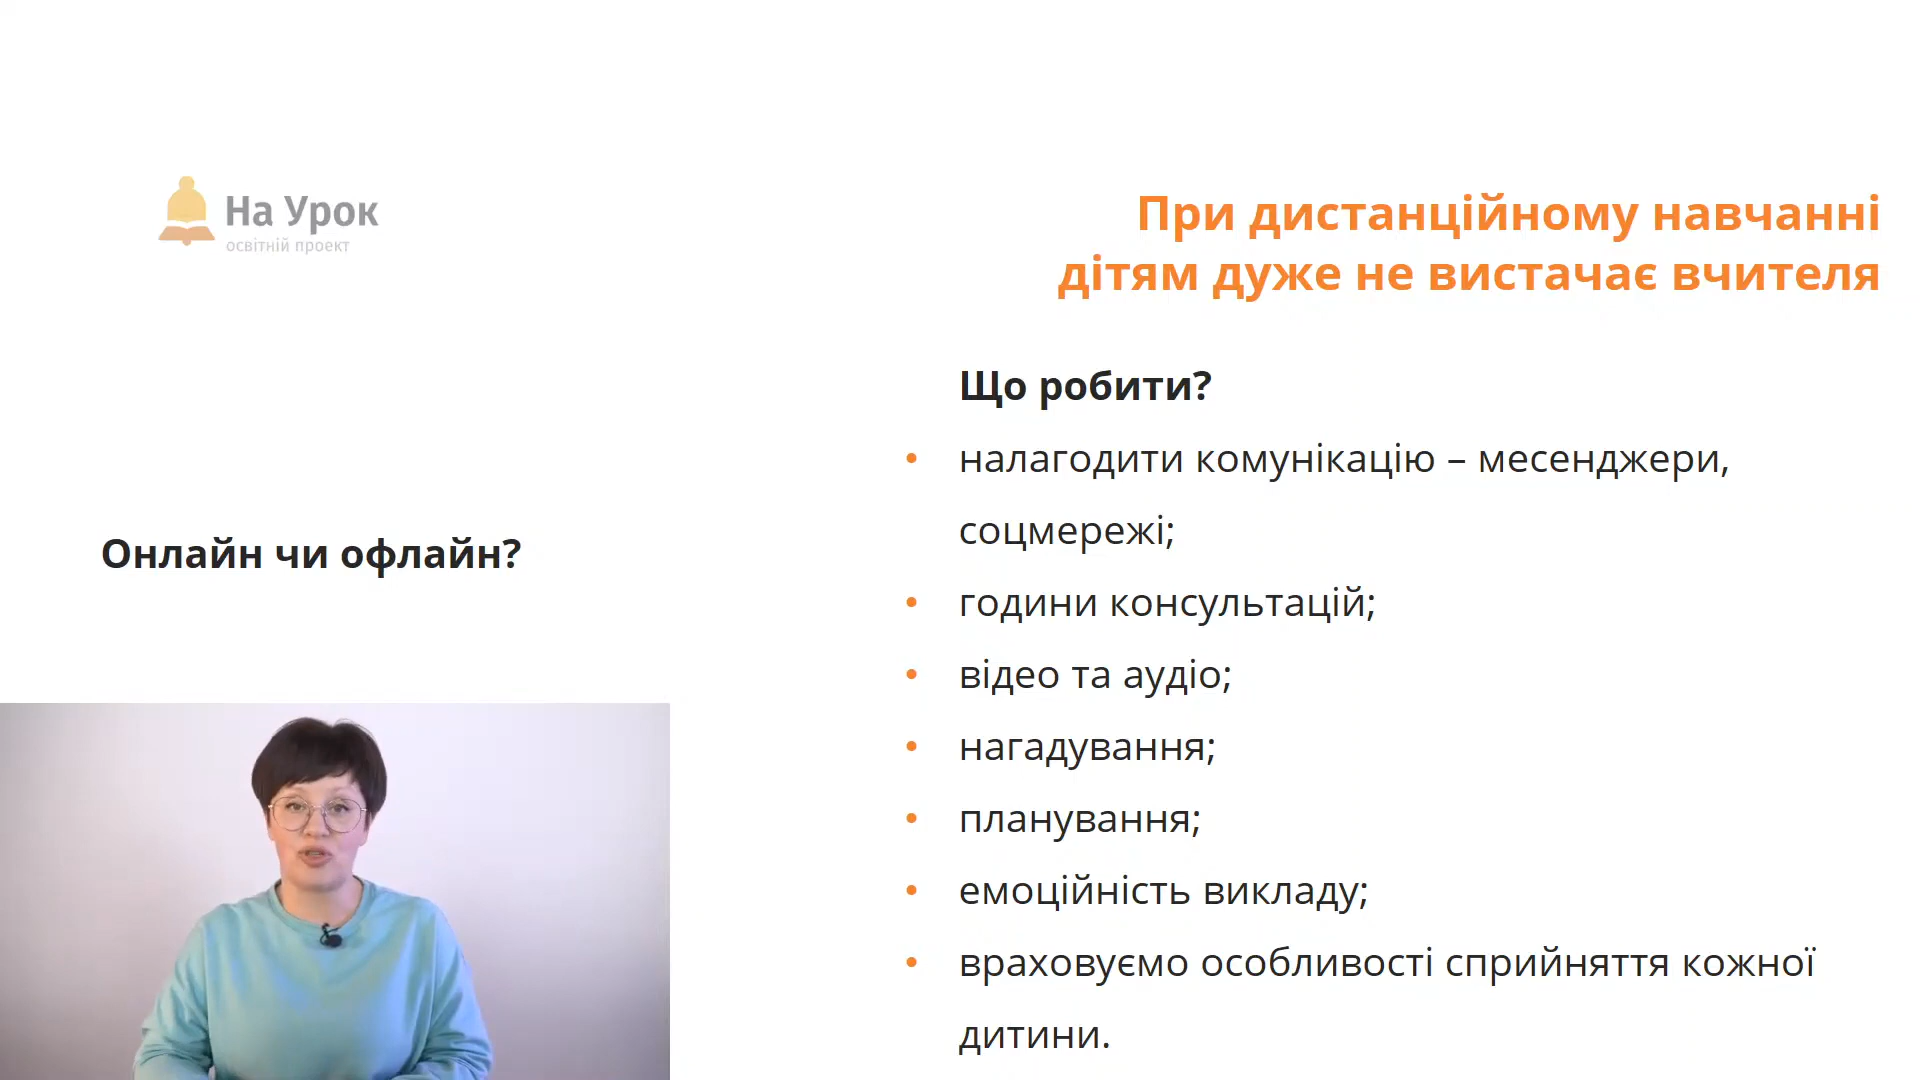 На Урок
освітній проект
При дистанційному навчанні
дітям дуже не вистачає вчителя
Онлайн чи офлайн?
Що робити?
• налагодити комунікацію – месенджери,
соцмережі;
• години консультацій;
• відео та аудіо;
• нагадування;
• планування;
• емоційність викладу;
• враховуємо особливості сприйняття кожної
дитини.